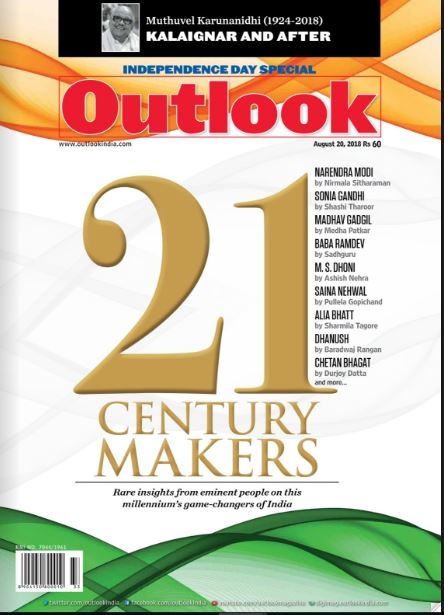 Muthuvel Karunanidhi (1924-2018)
KALAIGNAR AND AFTER
INDEPENDENCE DAY SPECIAL
Outlook
www.outlookindia.com
August 20, 2018 Rs 60
21
CENTURY
MAKERS
NARENDRA MODI
by Nirmala Sitharaman
SONIA GANDHI
by Shashi Tharoor
MADHAV GADGIL
by Medha Patkar
BABA RAMDEV
by Sadhguru
M. S. DHONI
by Ashish Nehra
SAINA NEHWAL
by Pullela Gopichand
ALIA BHATT
by Sharmila Tagore
DHANUSH
by Baradwaj Rangan
CHETAN BHAGAT
by Durjoy Datta
and more...
Rare insights from eminent people on this
millennium's game-changers of India
RNI NO. 7044/1961
twitter.com/outlookindia facebook.com/outlookindia